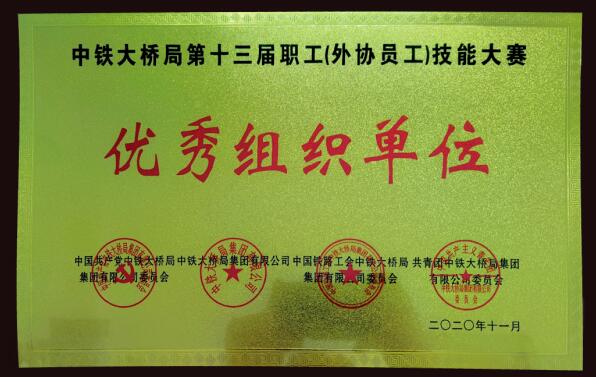 中铁大桥局第十三届职工(外协员工)技能大赛
优秀组织单位
中国共产党中铁大桥局 中铁大桥局集团有限公司 中国铁路工会中铁大桥局 共青团中铁大桥局集团
集团有限公司委员会 集团有限公司委员会 有限公司委员会
二〇二〇年十一月